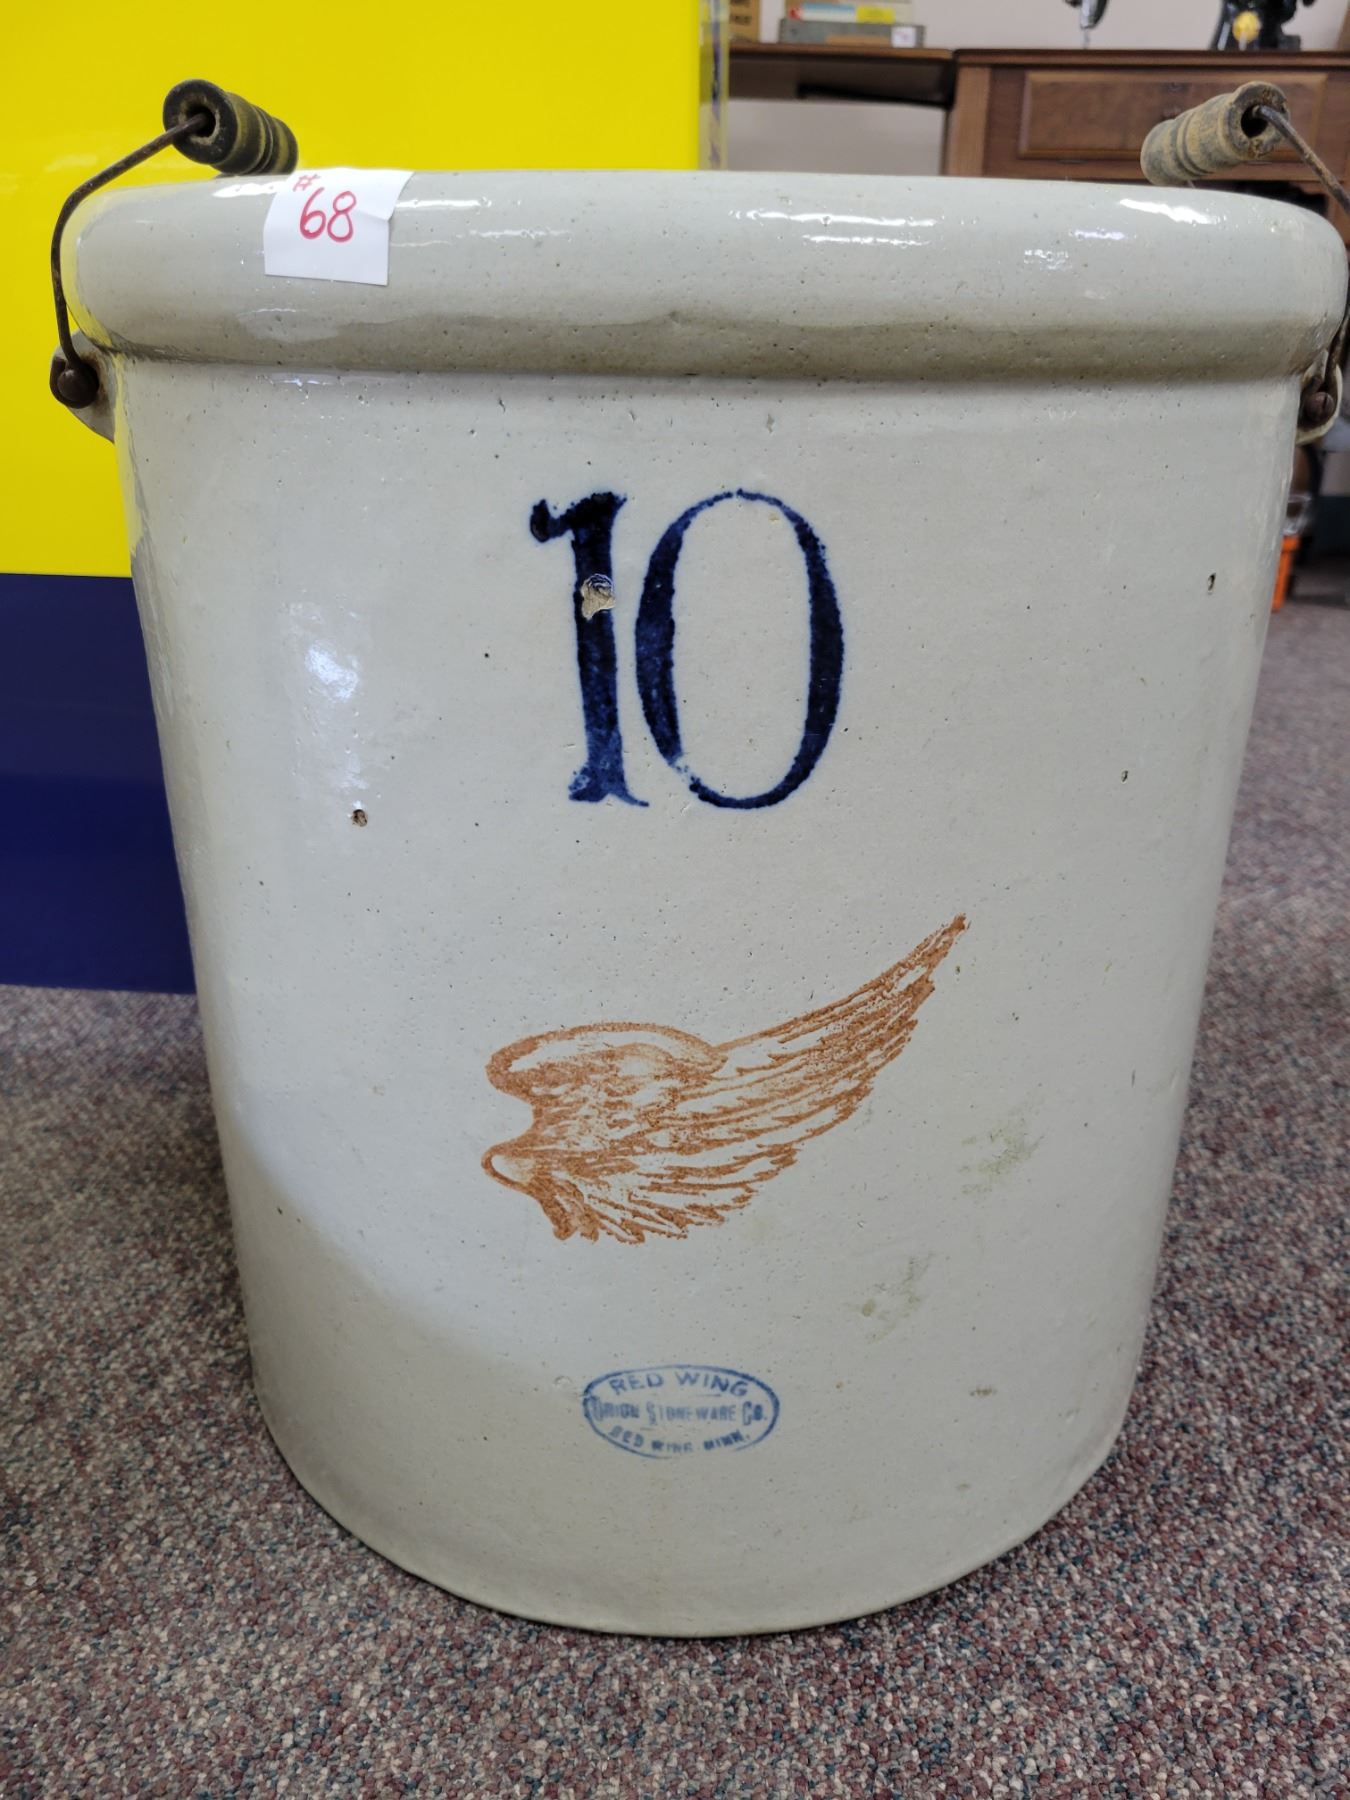 #
68
10
RED WING
UNION STONEWARE CO.
RED WING, MINN.